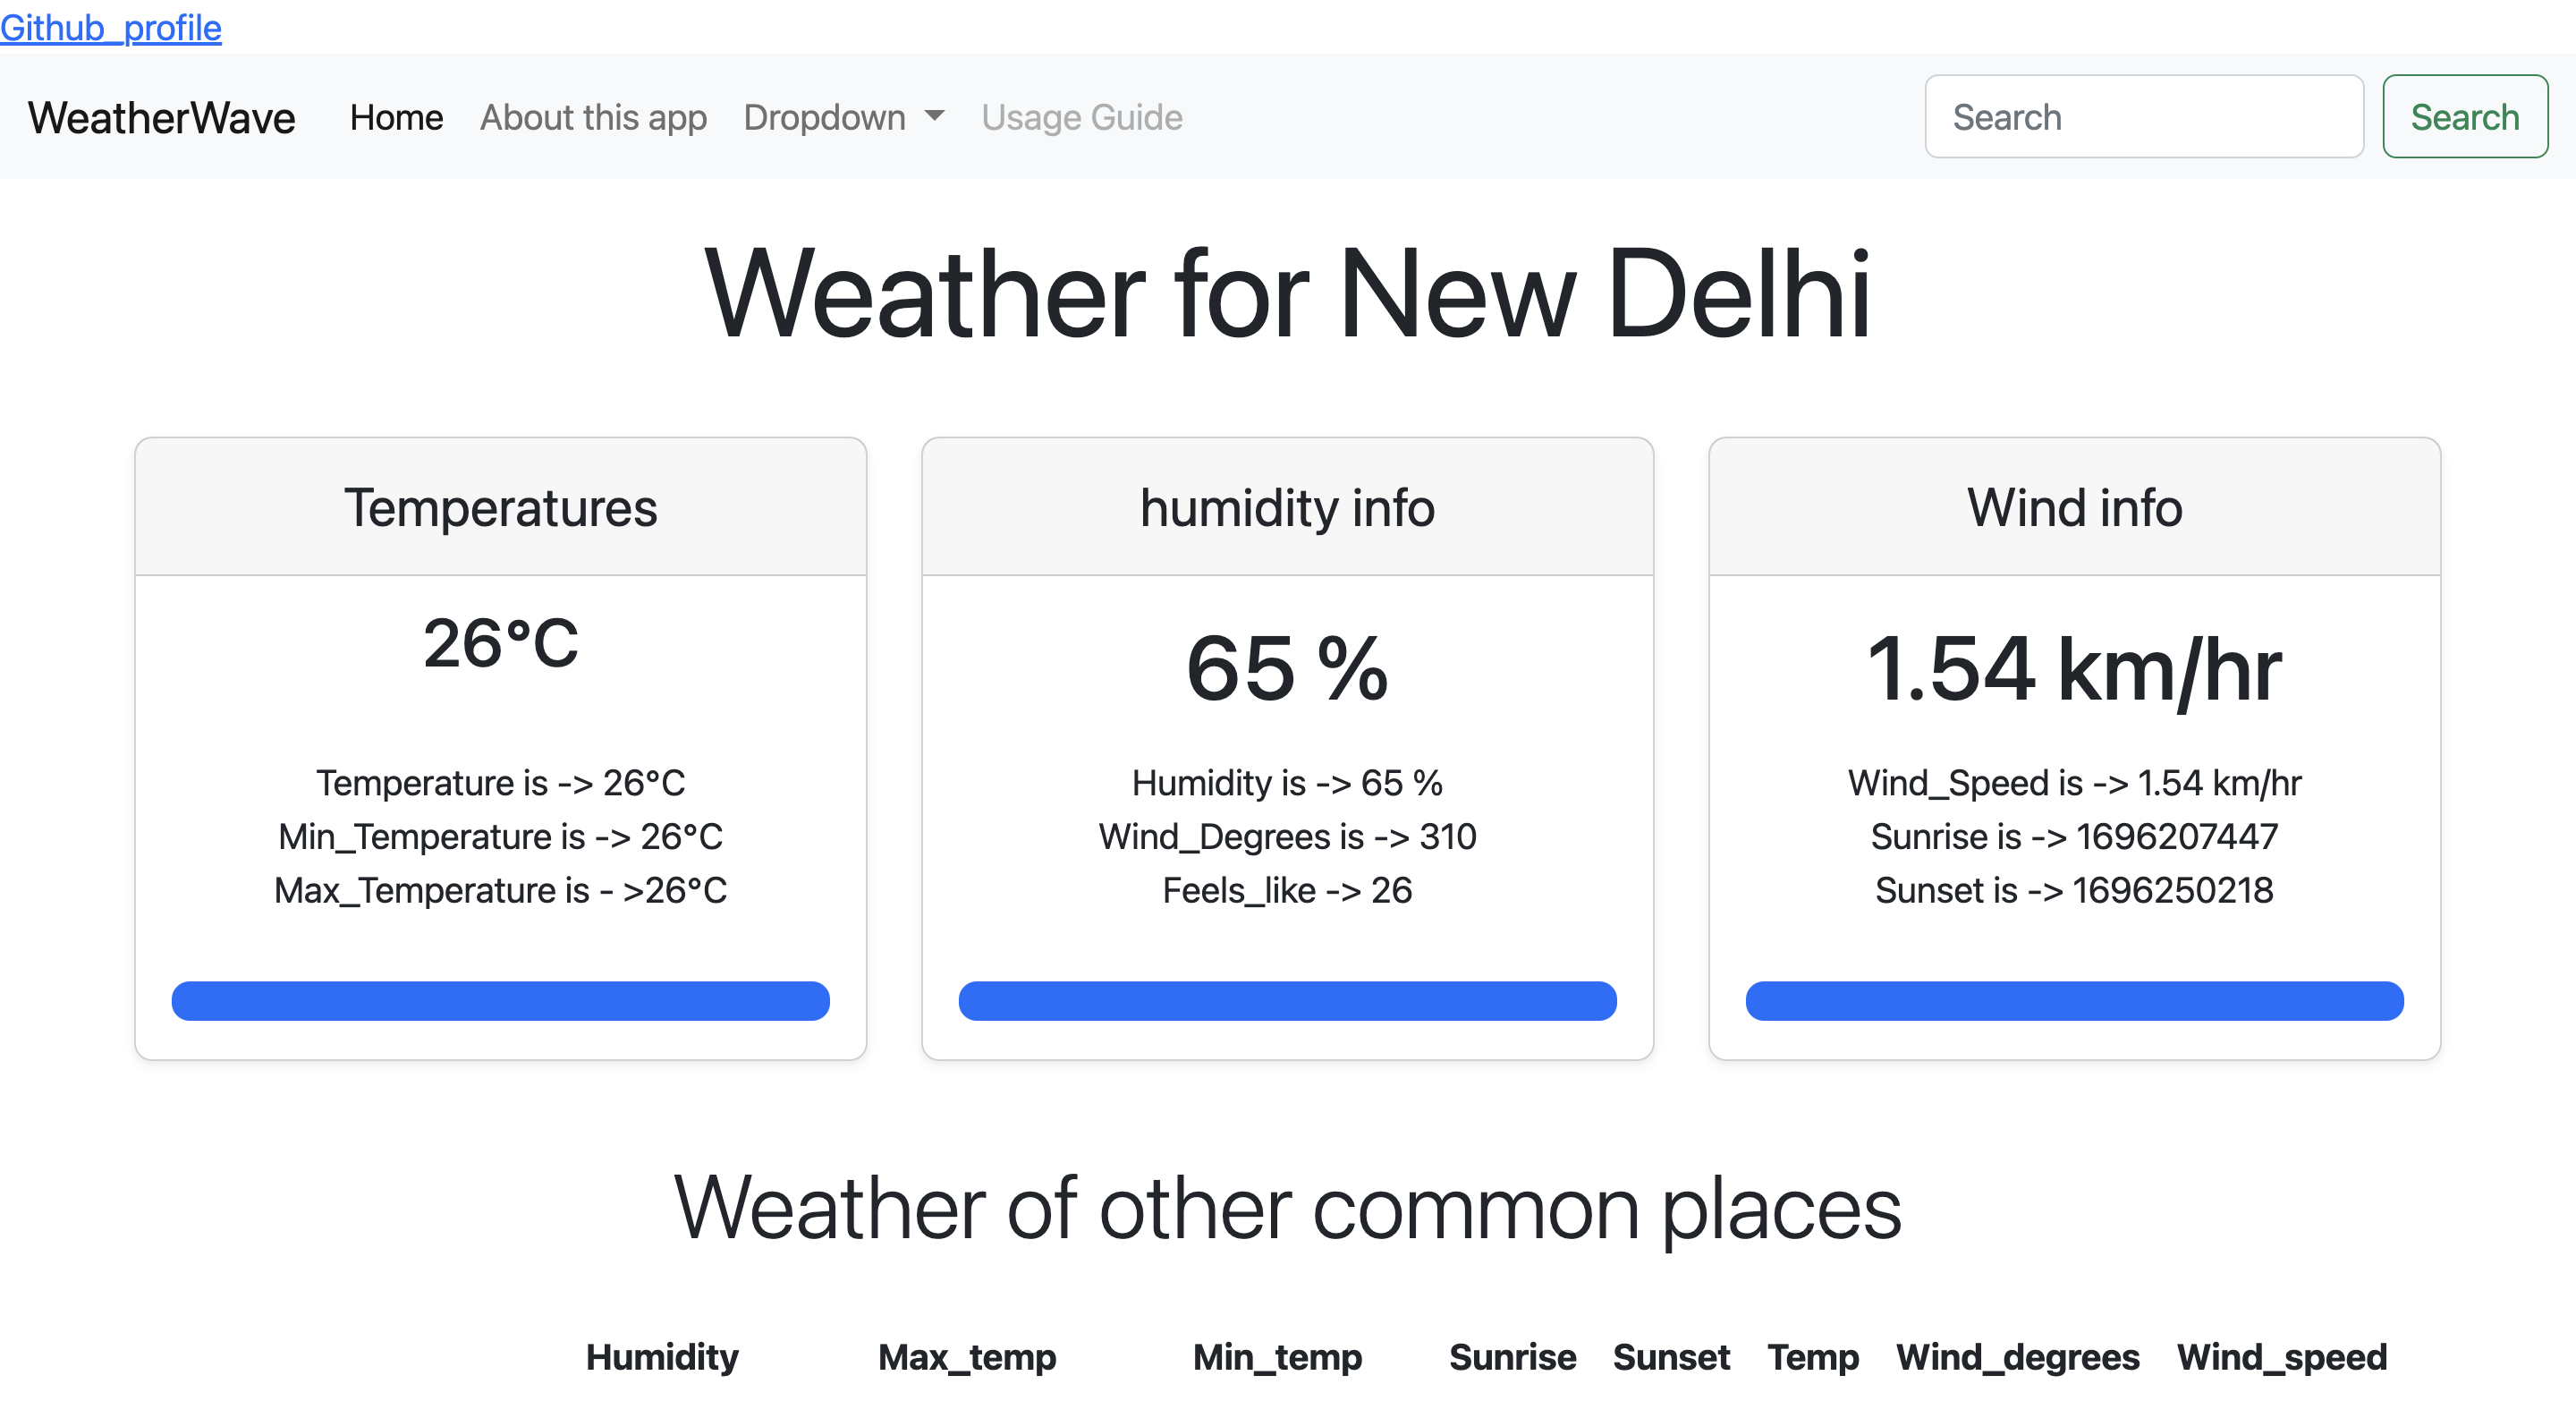 Github_profile
WeatherWave Home About this app Dropdown Usage Guide Search Search
Weather for New Delhi
Temperatures
26°C
Temperature is -> 26°C
Min_Temperature is -> 26°C
Max_Temperature is - >26°C
humidity info
65 %
Humidity is -> 65 %
Wind_Degrees is -> 310
Feels_like -> 26
Wind info
1.54 km/hr
Wind_Speed is -> 1.54 km/hr
Sunrise is -> 1696207447
Sunset is -> 1696250218
Weather of other common places
Humidity Max_temp Min_temp Sunrise Sunset Temp Wind_degrees Wind_speed